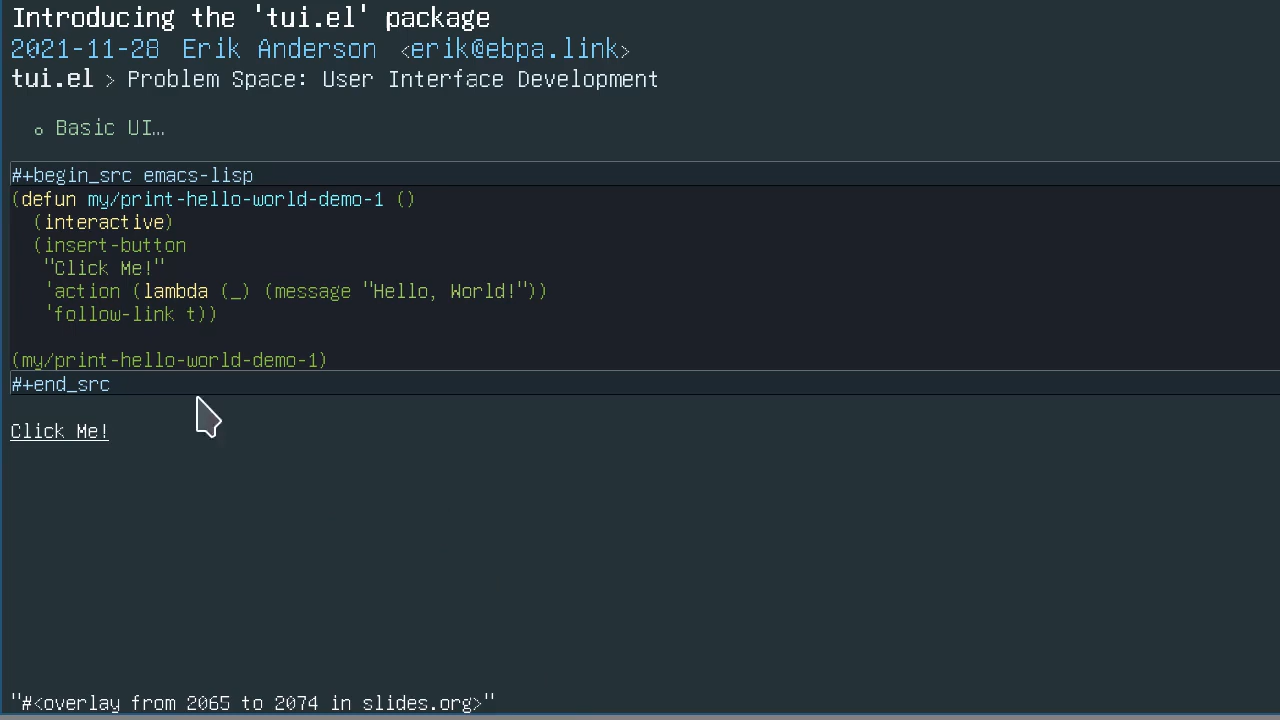 Introducing the 'tui.el' package
2021-11-28 Erik Anderson <erik@ebpa.link>
tui.el > Problem Space: User Interface Development
Basic UI…
#+begin_src emacs-lisp
(defun my/print-hello-world-demo-1 ()
  (interactive)
  (insert-button
   "Click Me!"
   'action (lambda (_) (message "Hello, World!"))
   'follow-link t))
(my/print-hello-world-demo-1)
#+end_src
Click Me!
"#<overlay from 2065 to 2074 in slides.org>"